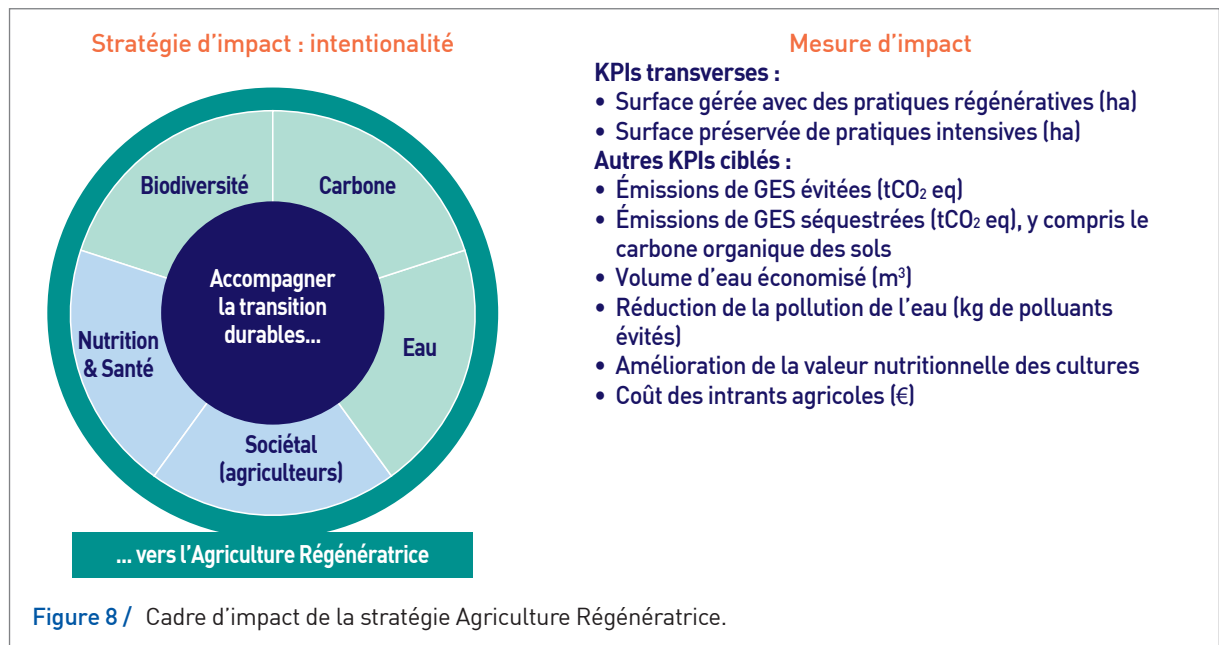 Stratégie d’impact : intentionalité
Biodiversité
Carbone
Accompagner
la transition
durables...
Nutrition
& Santé
Eau
Sociétal
(agriculteurs)
... vers l’Agriculture Régénératrice
Mesure d’impact
KPIs transverses :
• Surface gérée avec des pratiques régénératives (ha)
• Surface préservée de pratiques intensives (ha)
Autres KPIs ciblés :
• Émissions de GES évitées (tCO₂ eq)
• Émissions de GES séquestrées (tCO₂ eq), y compris le
carbone organique des sols
• Volume d’eau économisé (m³)
• Réduction de la pollution de l’eau (kg de polluants
évités)
• Amélioration de la valeur nutritionnelle des cultures
• Coût des intrants agricoles (€)
Figure 8 / Cadre d’impact de la stratégie Agriculture Régénératrice.